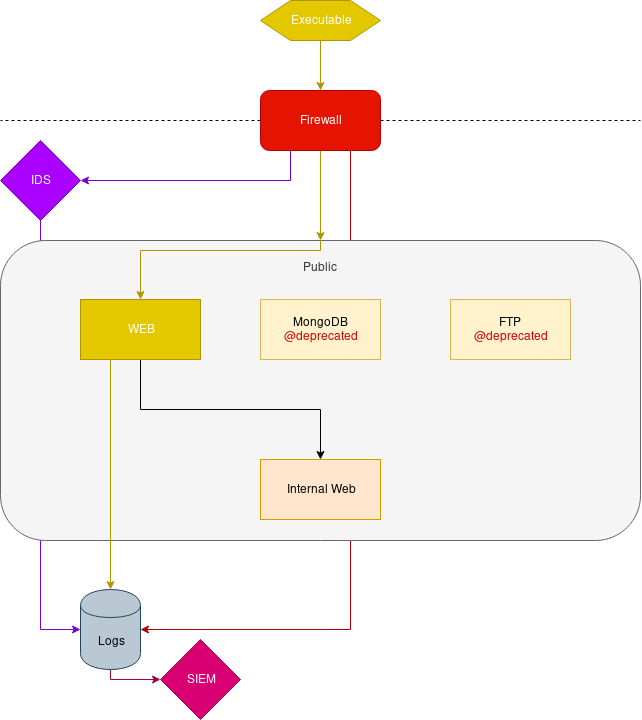 Executable
Firewall
IDS
Public
WEB
MongoDB
@deprecated
FTP
@deprecated
Internal Web
Logs
SIEM